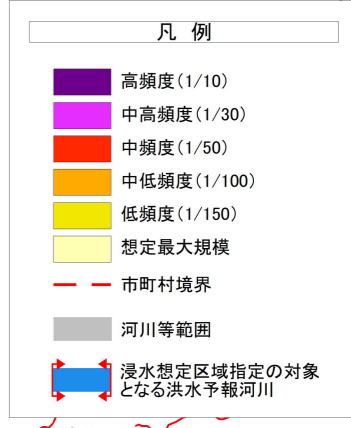 凡 例
高頻度(1/10)
中高頻度(1/30)
中頻度(1/50)
中低頻度(1/100)
低頻度(1/150)
想定最大規模
市町村境界
河川等範囲
浸水想定区域指定の対象
となる洪水予報河川